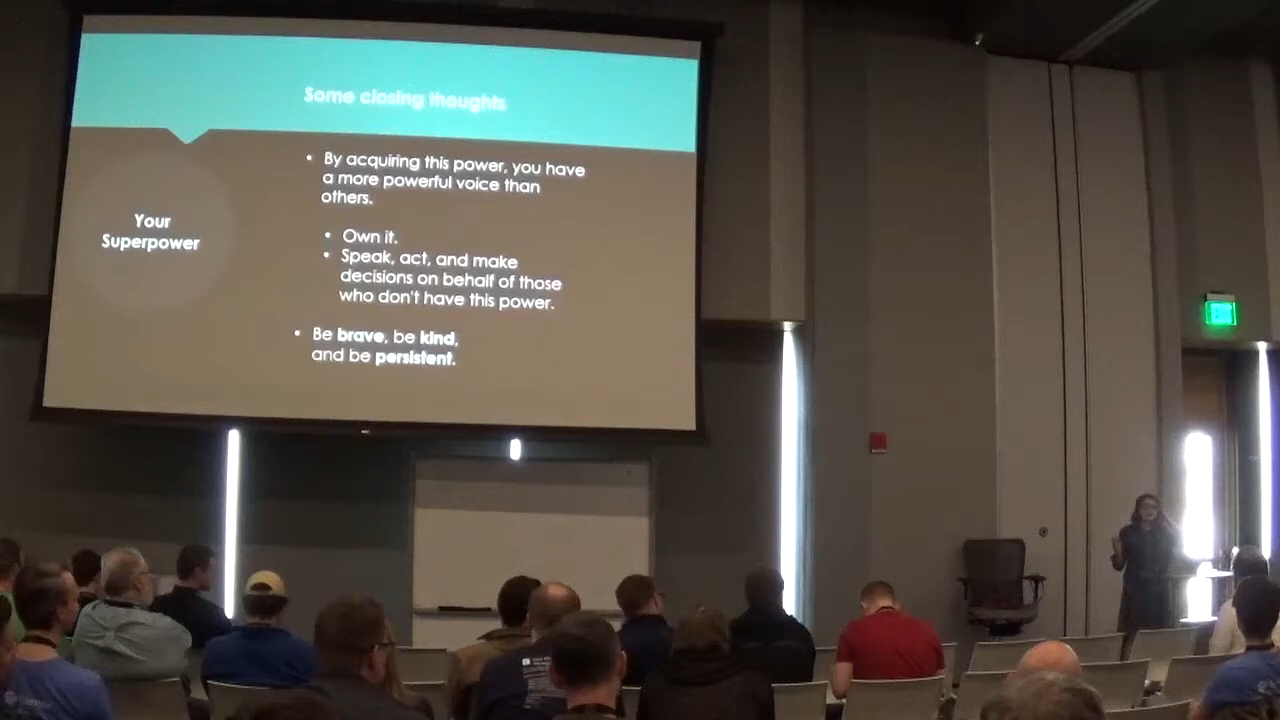 Some closing thoughts
Your
Superpower
• By acquiring this power, you have
a more powerful voice than
others.
• Own it.
• Speak, act, and make
decisions on behalf of those
who don't have this power.
• Be brave, be kind,
and be persistent.